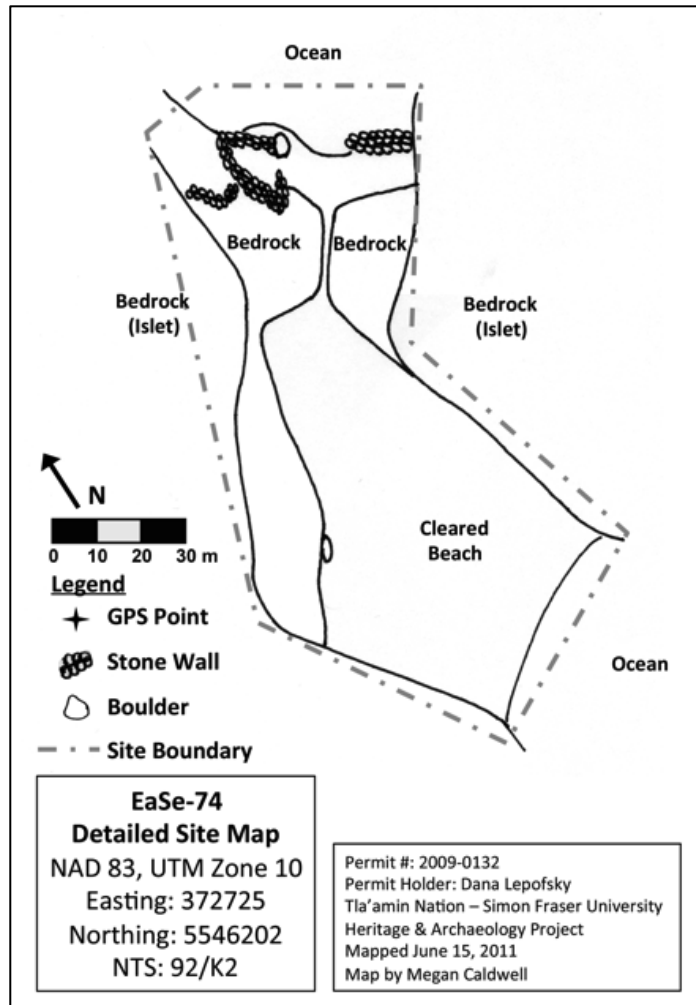 Ocean
Bedrock
Bedrock
Bedrock
(Islet)
Bedrock
(Islet)
N
0 10 20 30 m
Cleared
Beach
Legend
GPS Point
Stone Wall
Boulder
Site Boundary
Ocean
EaSe-74
Detailed Site Map
NAD 83, UTM Zone 10
Easting: 372725
Northing: 5546202
NTS: 92/K2
Permit #: 2009-0132
Permit Holder: Dana Lepofsky
Tla’amin Nation – Simon Fraser University
Heritage & Archaeology Project
Mapped June 15, 2011
Map by Megan Caldwell